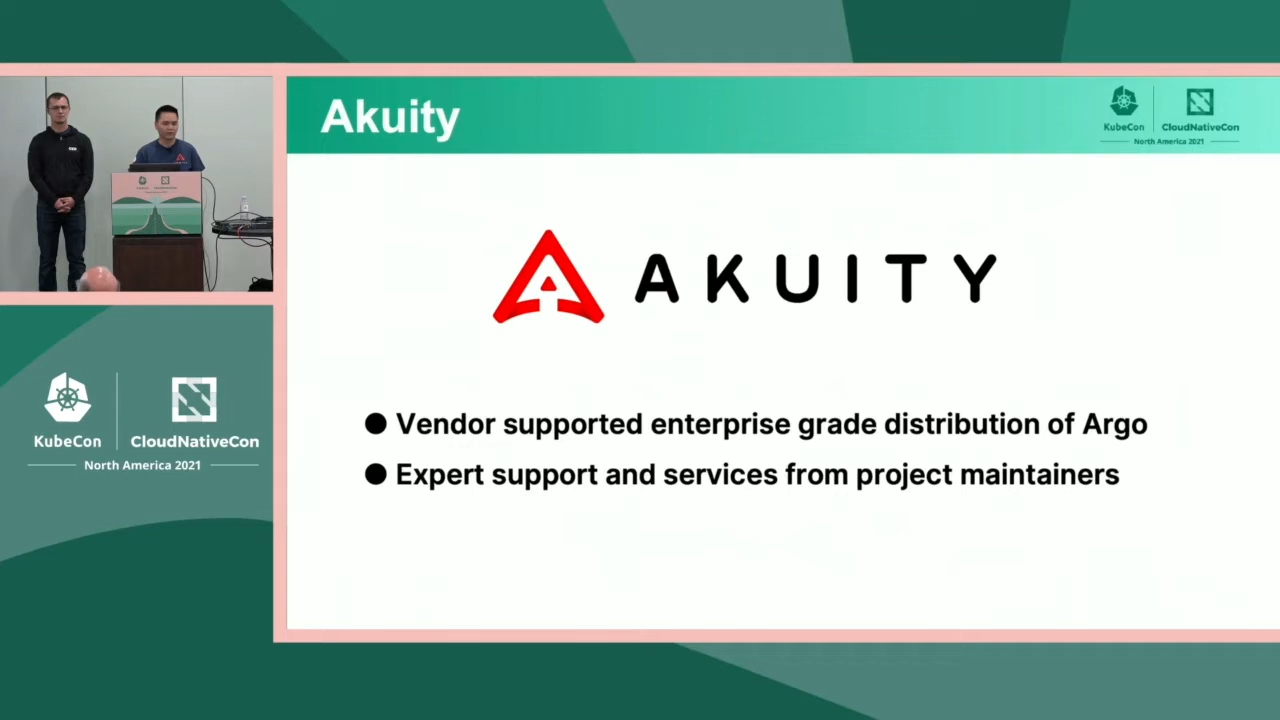 Akuity
KubeCon
CloudNativeCon
North America 2021
AKUITY
● Vendor supported enterprise grade distribution of Argo
● Expert support and services from project maintainers
KubeCon
CloudNativeCon
North America 2021